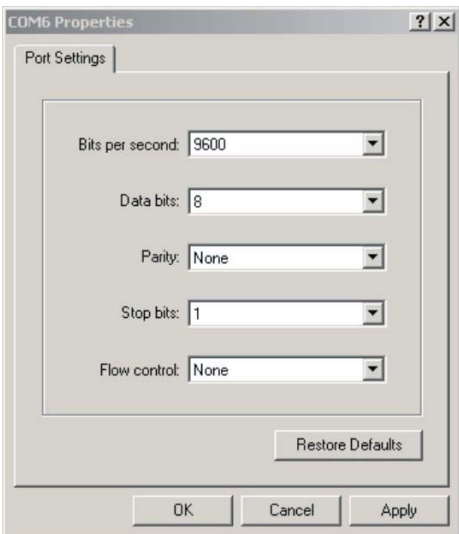 COM6 Properties
Port Settings
Bits per second: 9600
Data bits: 8
Parity: None
Stop bits: 1
Flow control: None
Restore Defaults
OK Cancel Apply